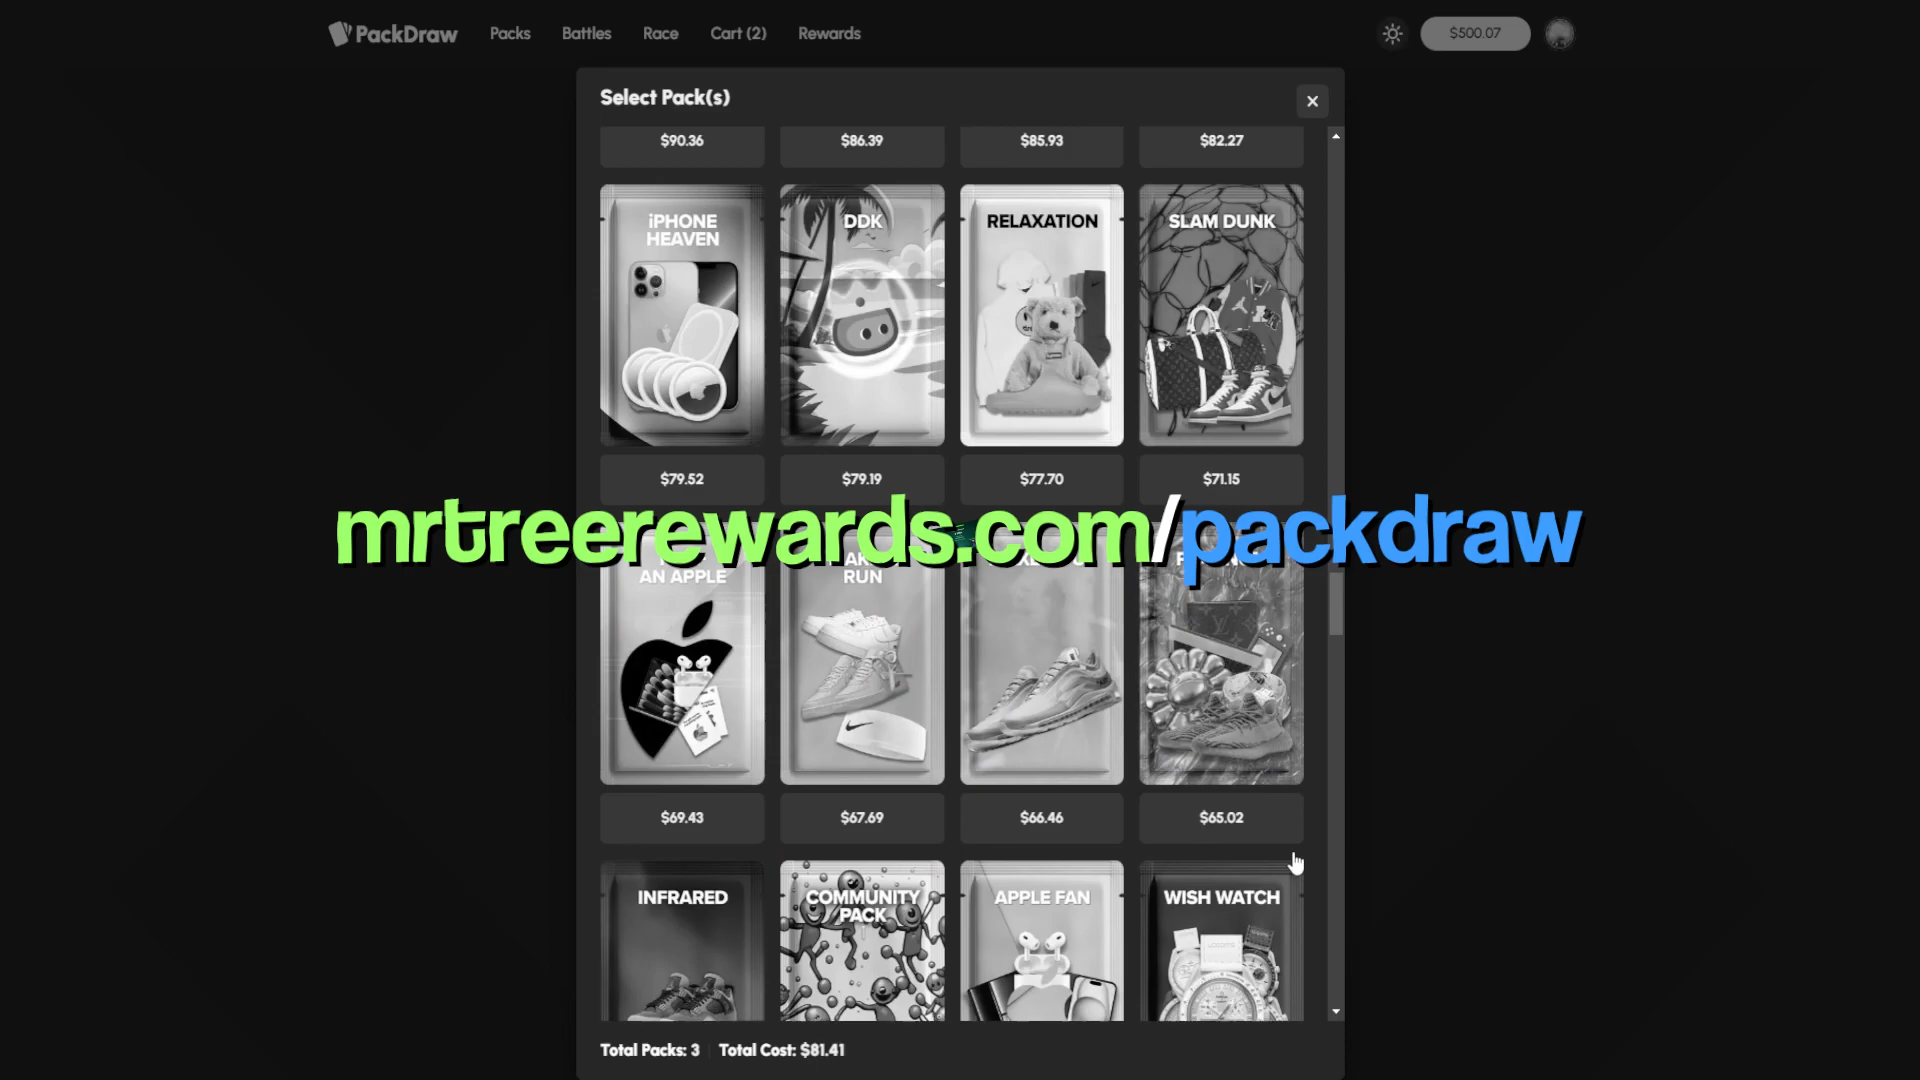 PackDraw Packs Battles Race Cart (2) Rewards $500.07
Select Pack(s)
$90.36 $86.39 $85.93 $82.27
iPHONE HEAVEN
DDK
RELAXATION
SLAM DUNK
$79.52 $79.19 $77.70 $71.15
mrtreerewards.com/packdraw
AN APPLE
RUN
$69.43 $67.69 $66.46 $65.02
INFRARED
COMMUNITY PACK
APPLE FAN
WISH WATCH
Total Packs: 3 Total Cost: $81.41